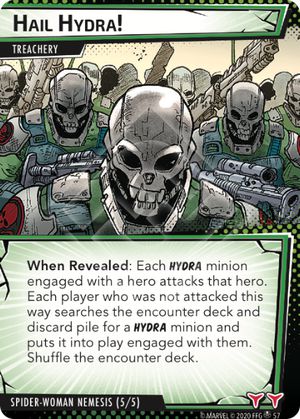 HAIL HYDRA!
TREACHERY
When Revealed: Each HYDRA minion
engaged with a hero attacks that hero.
Each player who was not attacked this
way searches the encounter deck and
discard pile for a HYDRA minion and
puts it into play engaged with them.
Shuffle the encounter deck.
SPIDER-WOMAN NEMESIS (5/5)
© MARVEL © 2020 FFG 57